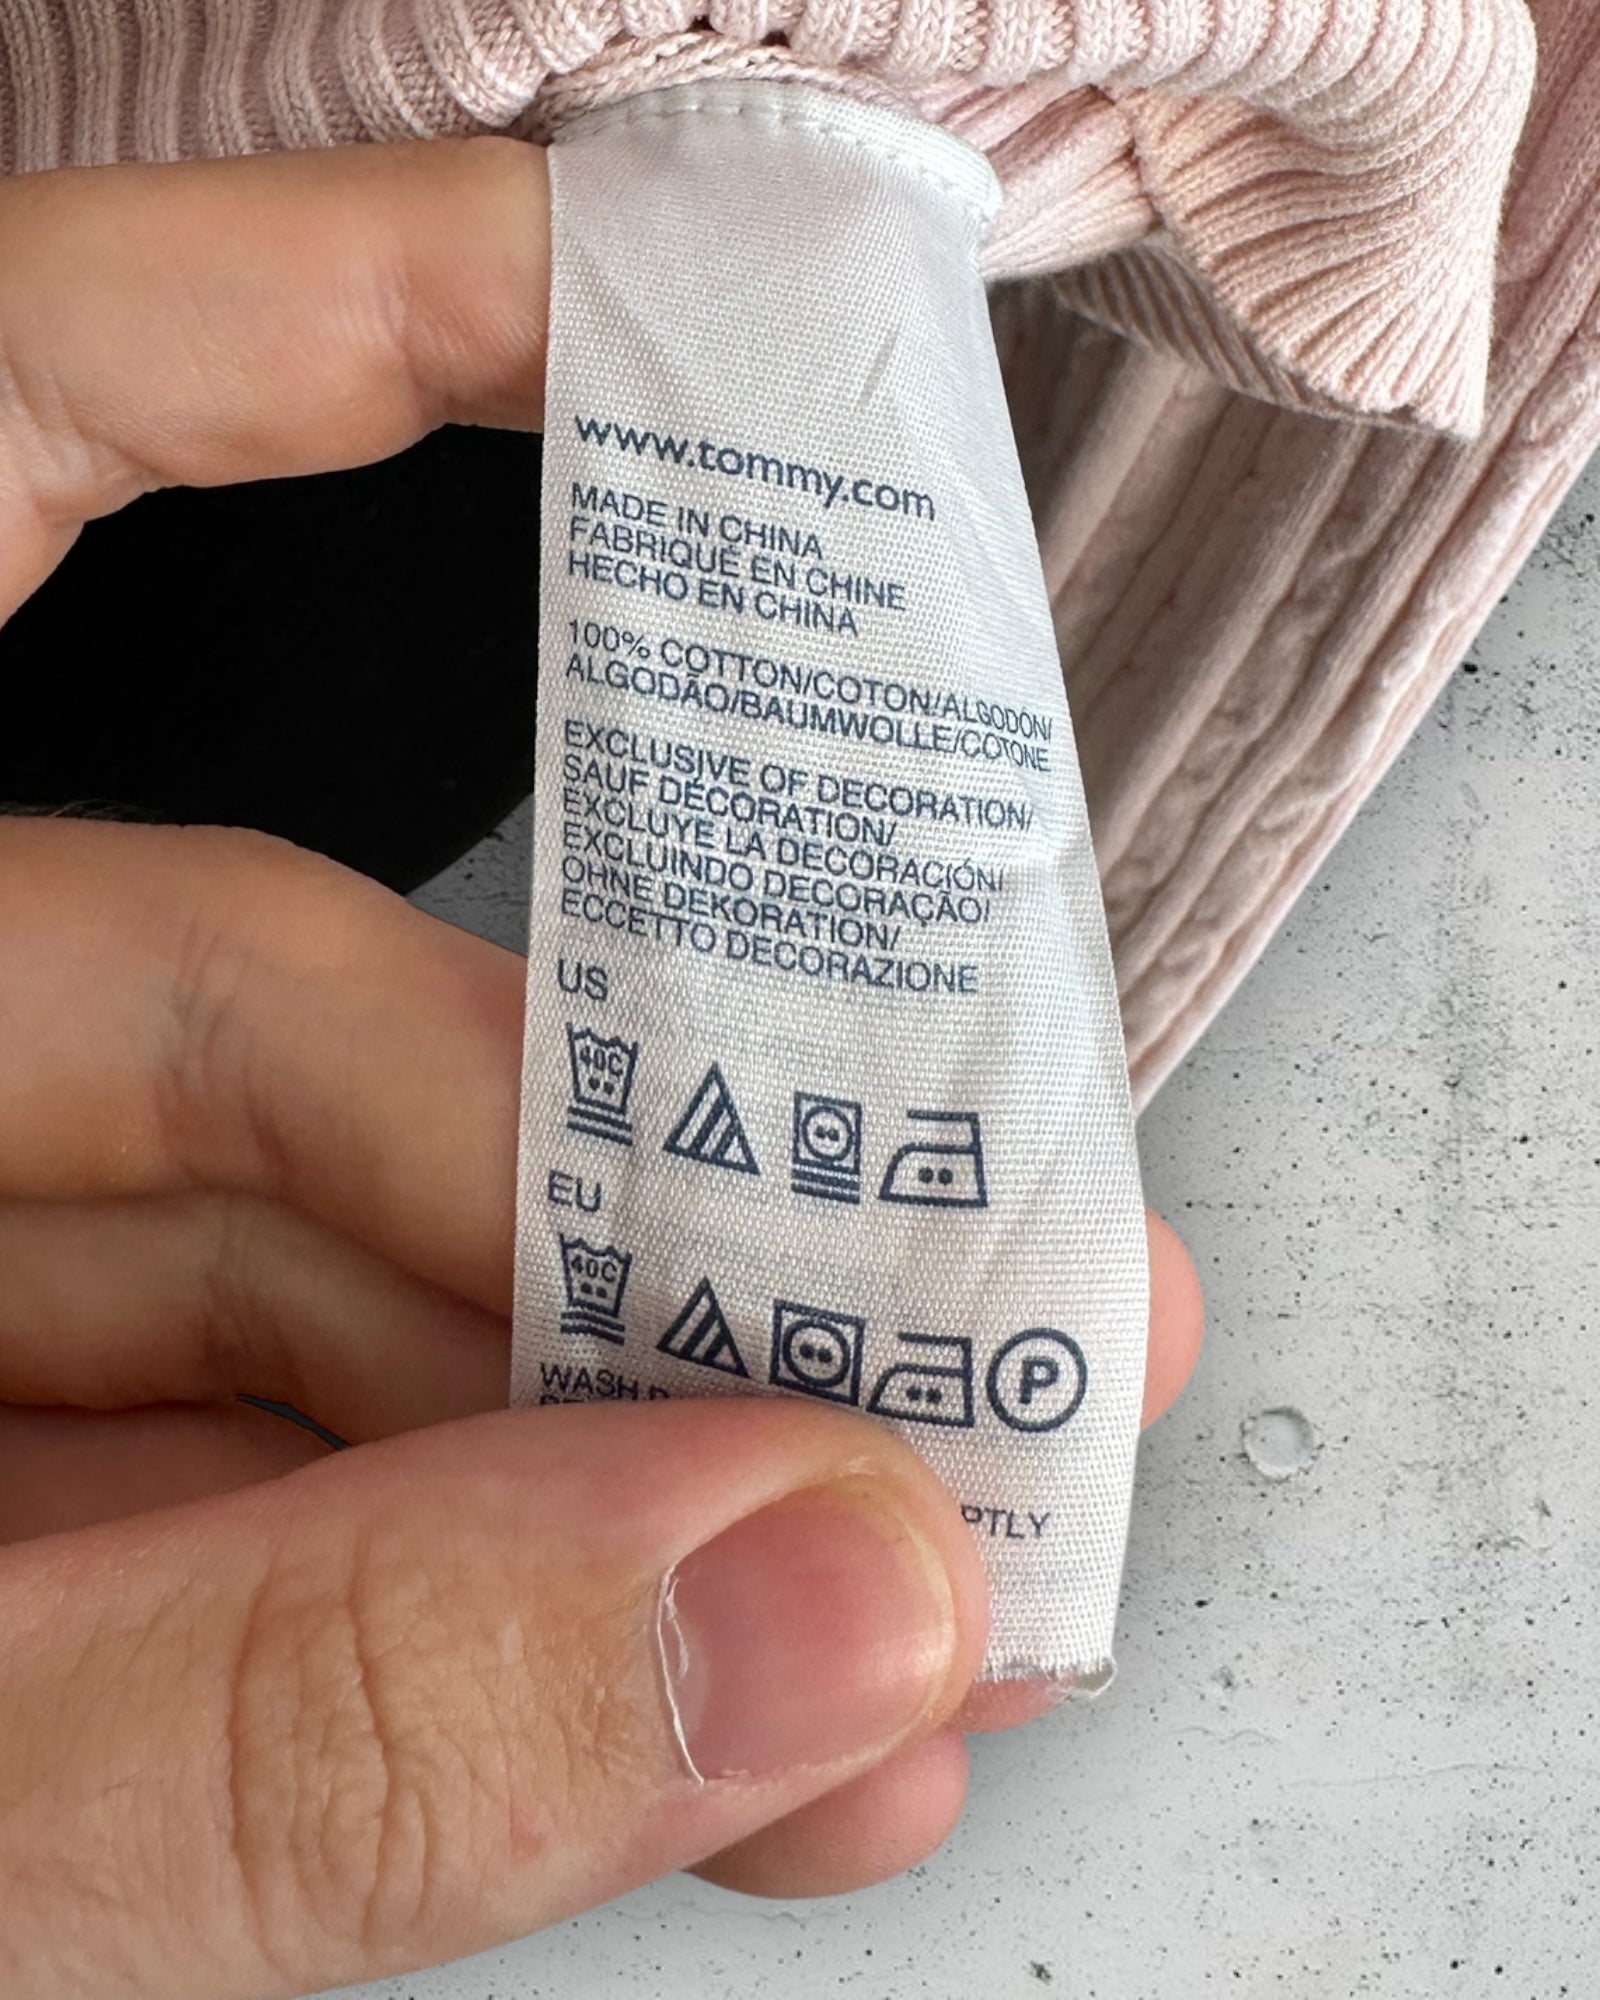 www.tommy.com
MADE IN CHINA
FABRIQUÉ EN CHINE
HECHO EN CHINA
100% COTTON/COTON/ALGODÓN/
ALGODÃO/BAUMWOLLE/COTONE
EXCLUSIVE OF DECORATION/
SAUF DÉCORATION/
EXCLUYE LA DECORACIÓN/
EXCLUINDO DECORAÇÃO/
OHNE DEKORATION/
ECCETTO DECORAZIONE
US
40C
EU
40C
P
WASH
PTLY